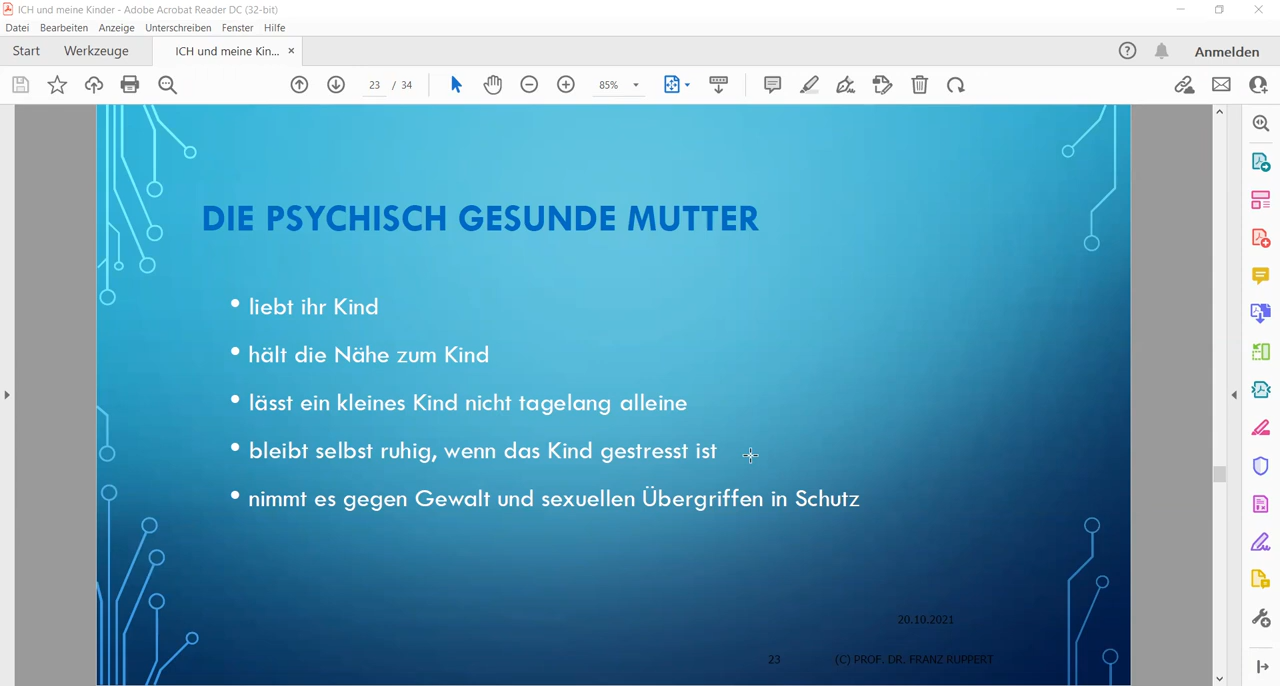 ICH und meine Kinder - Adobe Acrobat Reader DC (32-bit)
Datei Bearbeiten Anzeige Unterschreiben Fenster Hilfe
Start Werkzeuge ICH und meine Kin... × Anmelden
23 / 34 85%
DIE PSYCHISCH GESUNDE MUTTER
• liebt ihr Kind
• hält die Nähe zum Kind
• lässt ein kleines Kind nicht tagelang alleine
• bleibt selbst ruhig, wenn das Kind gestresst ist
• nimmt es gegen Gewalt und sexuellen Übergriffen in Schutz
20.10.2021
23 (C) PROF. DR. FRANZ RUPPERT